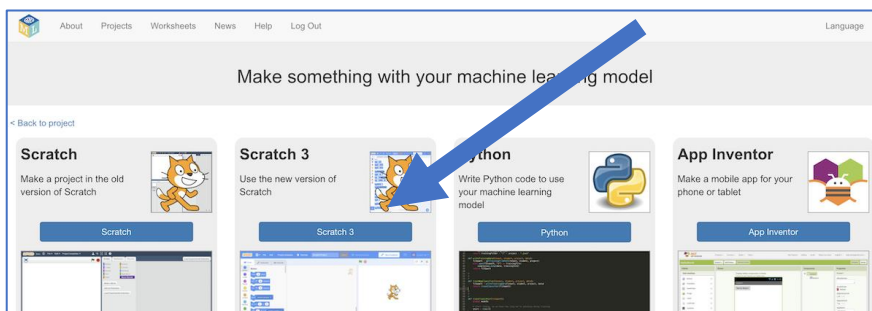 About Projects Worksheets News Help Log Out Language
Make something with your machine learning model
< Back to project
Scratch
Make a project in the old
version of Scratch
Scratch
Scratch 3
Use the new version of
Scratch
Scratch 3
Write Python code to use
your machine learning
model
Python
App Inventor
Make a mobile app for your
phone or tablet
App Inventor